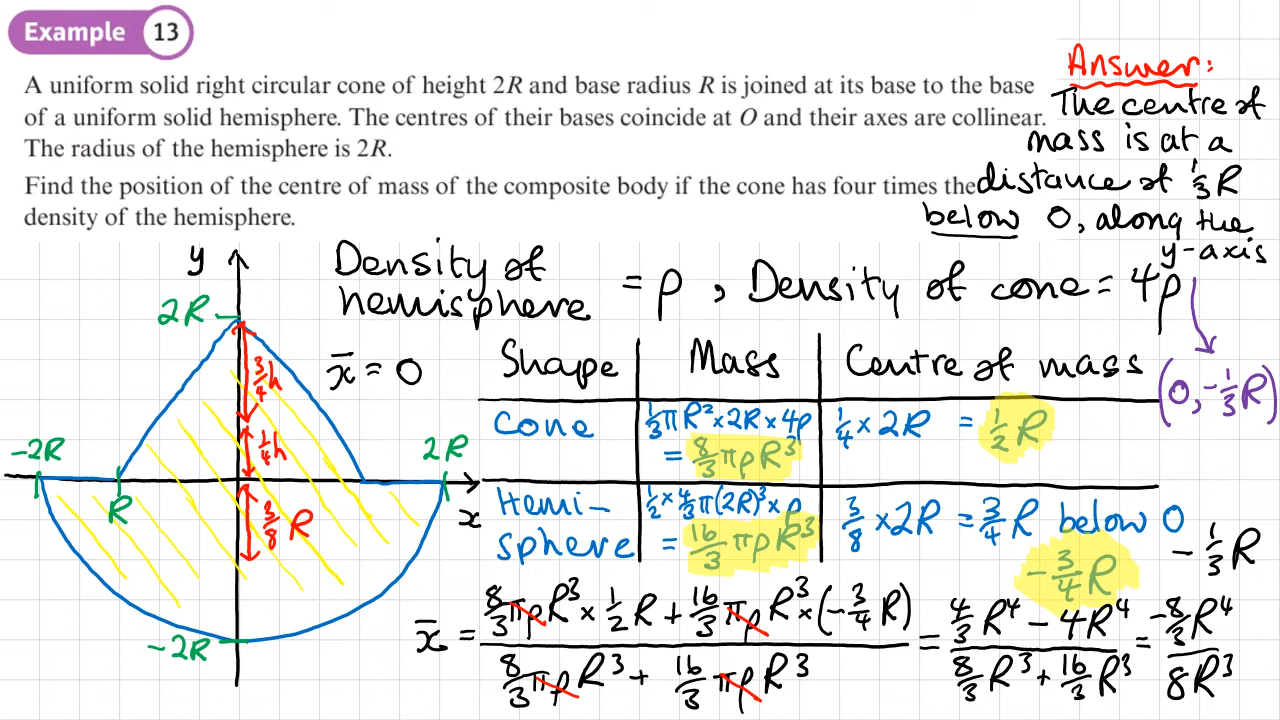 Example 13
A uniform solid right circular cone of height 2R and base radius R is joined at its base to the base
of a uniform solid hemisphere. The centres of their bases coincide at O and their axes are collinear.
The radius of the hemisphere is 2R.
Find the position of the centre of mass of the composite body if the cone has four times the
density of the hemisphere.
Answer:
The centre of
mass is at a
distance of 1/3 R
below O, along the
y-axis
(0, -1/3 R)
Density of
hemisphere = ρ , Density of cone = 4ρ
y
2R
3/4 h
1/4 h
-2R
2R
R
x
3/8 R
-2R
x̄ = 0
Shape Mass Centre of mass
Cone 1/3 πR² × 2R × 4ρ 1/4 × 2R = 1/2 R
= 8/3 πρR³
Hemi- 1/2 × 4/3 π(2R)³ × ρ 3/8 × 2R = 3/4 R below O
sphere = 16/3 πρR³ -3/4 R
x̄ = (8/3 πρR³ × 1/2 R + 16/3 πρR³ × (-3/4 R)) / (8/3 πρR³ + 16/3 πρR³) = (4/3 R⁴ - 4R⁴) / (8/3 R³ + 16/3 R³) = (-8/3 R⁴) / (8R³)
-1/3 R